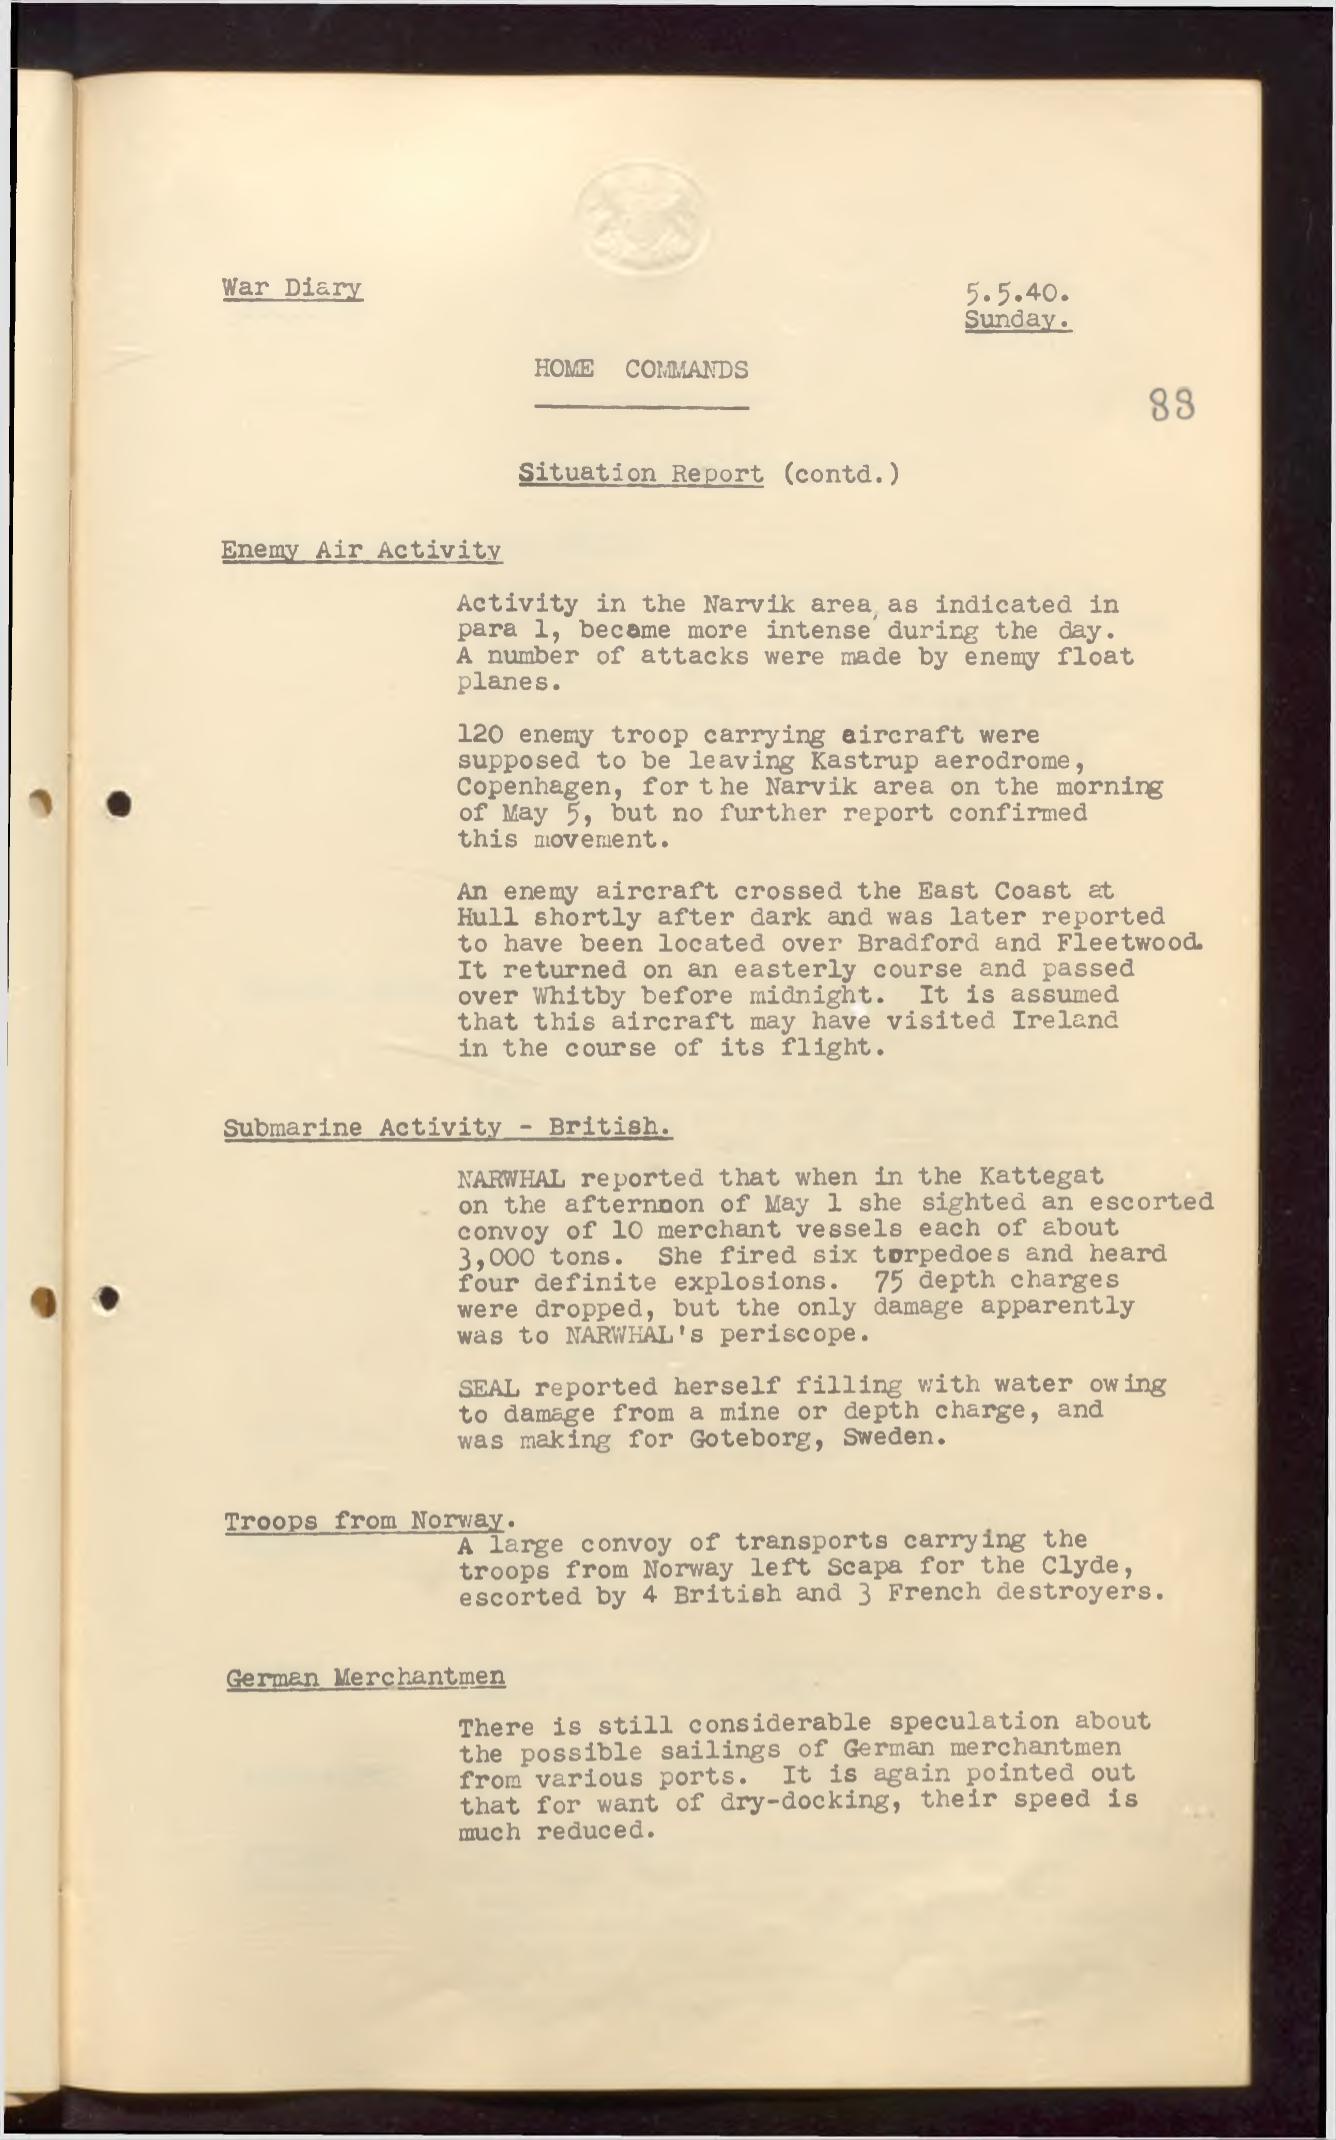 War Diary
5.5.40.
Sunday.
HOME COMMANDS
88
Situation Report (contd.)
Enemy Air Activity
Activity in the Narvik area, as indicated in
para 1, became more intense during the day.
A number of attacks were made by enemy float
planes.
120 enemy troop carrying aircraft were
supposed to be leaving Kastrup aerodrome,
Copenhagen, for the Narvik area on the morning
of May 5, but no further report confirmed
this movement.
An enemy aircraft crossed the East Coast at
Hull shortly after dark and was later reported
to have been located over Bradford and Fleetwood.
It returned on an easterly course and passed
over Whitby before midnight. It is assumed
that this aircraft may have visited Ireland
in the course of its flight.
Submarine Activity - British.
NARWHAL reported that when in the Kattegat
on the afternoon of May 1 she sighted an escorted
convoy of 10 merchant vessels each of about
3,000 tons. She fired six torpedoes and heard
four definite explosions. 75 depth charges
were dropped, but the only damage apparently
was to NARWHAL's periscope.
SEAL reported herself filling with water owing
to damage from a mine or depth charge, and
was making for Goteborg, Sweden.
Troops from Norway.
A large convoy of transports carrying the
troops from Norway left Scapa for the Clyde,
escorted by 4 British and 3 French destroyers.
German Merchantmen
There is still considerable speculation about
the possible sailings of German merchantmen
from various ports. It is again pointed out
that for want of dry-docking, their speed is
much reduced.